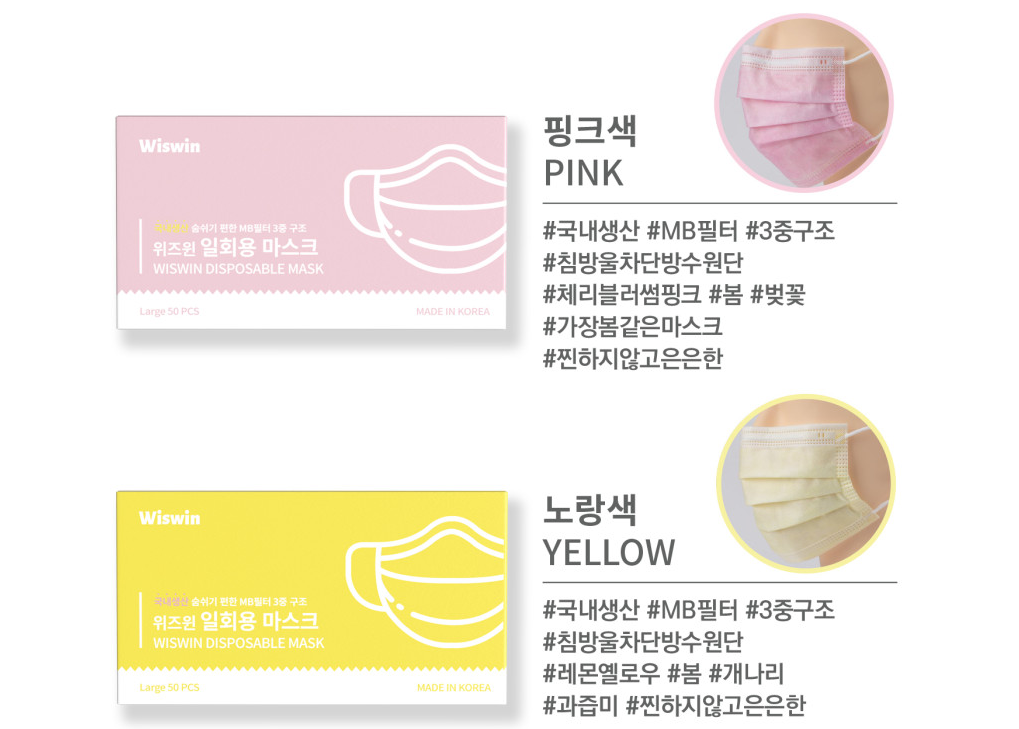 Wiswin
국내생산 숨쉬기 편한 MB필터 3중 구조
위즈윈 일회용 마스크
WISWIN DISPOSABLE MASK
Large 50 PCS
MADE IN KOREA
핑크색
PINK
#국내생산 #MB필터 #3중구조
#침방울차단방수원단
#체리블러썸핑크 #봄 #벚꽃
#가장봄같은마스크
#찐하지않고은은한
Wiswin
국내생산 숨쉬기 편한 MB필터 3중 구조
위즈윈 일회용 마스크
WISWIN DISPOSABLE MASK
Large 50 PCS
MADE IN KOREA
노랑색
YELLOW
#국내생산 #MB필터 #3중구조
#침방울차단방수원단
#레몬옐로우 #봄 #개나리
#과즙미 #찐하지않고은은한